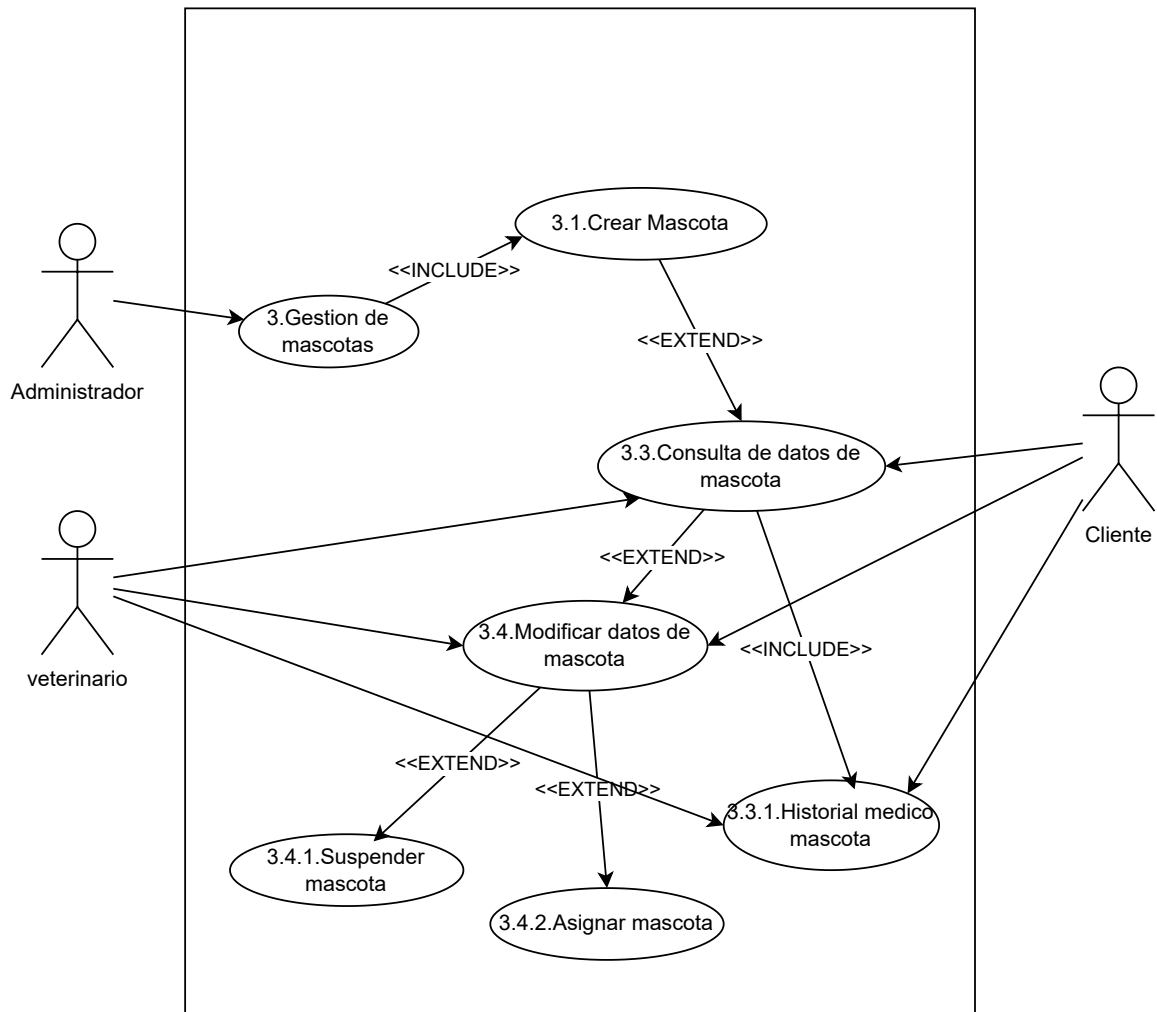 3.1.Crear Mascota
<<INCLUDE>>
3.Gestion de
mascotas
<<EXTEND>>
Administrador
3.3.Consulta de datos de
mascota
Cliente
<<EXTEND>>
3.4.Modificar datos de
mascota
<<INCLUDE>>
veterinario
<<EXTEND>>
<<EXTEND>>
3.3.1.Historial medico
mascota
3.4.1.Suspender
mascota
3.4.2.Asignar mascota